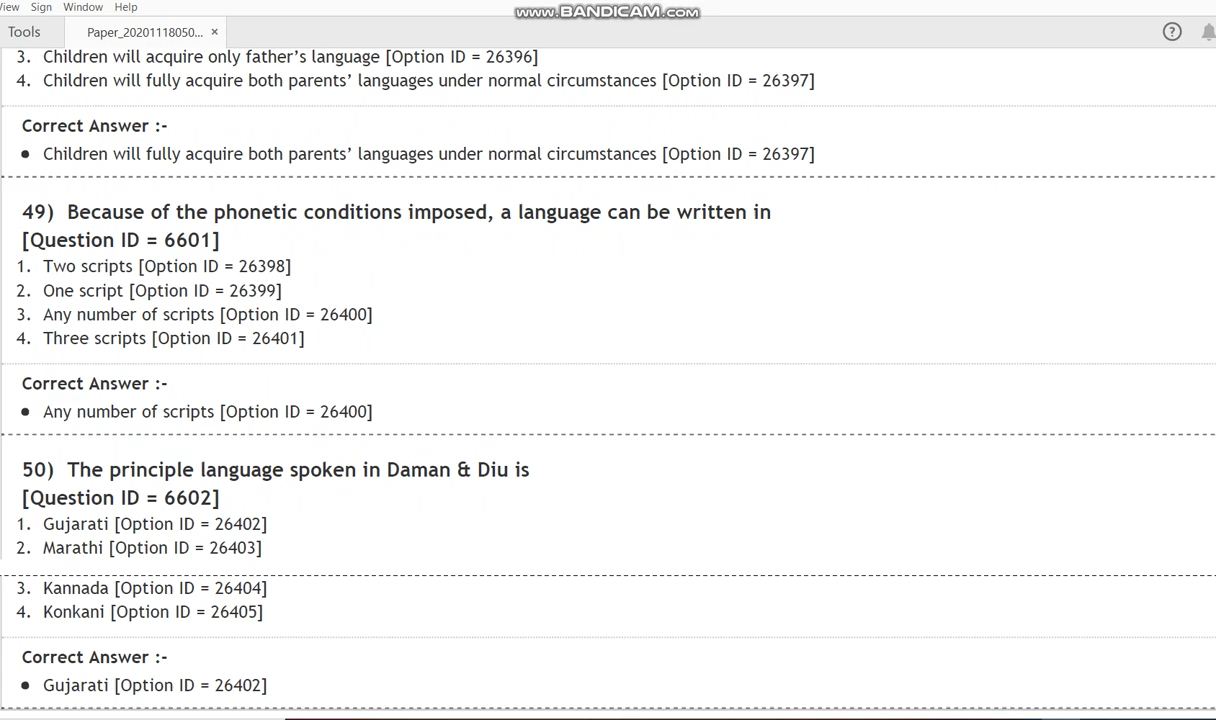 View Sign Window Help
www.BANDICAM.com
Tools Paper_20201118050... × ?
3. Children will acquire only father’s language [Option ID = 26396]
4. Children will fully acquire both parents’ languages under normal circumstances [Option ID = 26397]
Correct Answer :-
• Children will fully acquire both parents’ languages under normal circumstances [Option ID = 26397]
49) Because of the phonetic conditions imposed, a language can be written in
[Question ID = 6601]
1. Two scripts [Option ID = 26398]
2. One script [Option ID = 26399]
3. Any number of scripts [Option ID = 26400]
4. Three scripts [Option ID = 26401]
Correct Answer :-
• Any number of scripts [Option ID = 26400]
50) The principle language spoken in Daman & Diu is
[Question ID = 6602]
1. Gujarati [Option ID = 26402]
2. Marathi [Option ID = 26403]
3. Kannada [Option ID = 26404]
4. Konkani [Option ID = 26405]
Correct Answer :-
• Gujarati [Option ID = 26402]